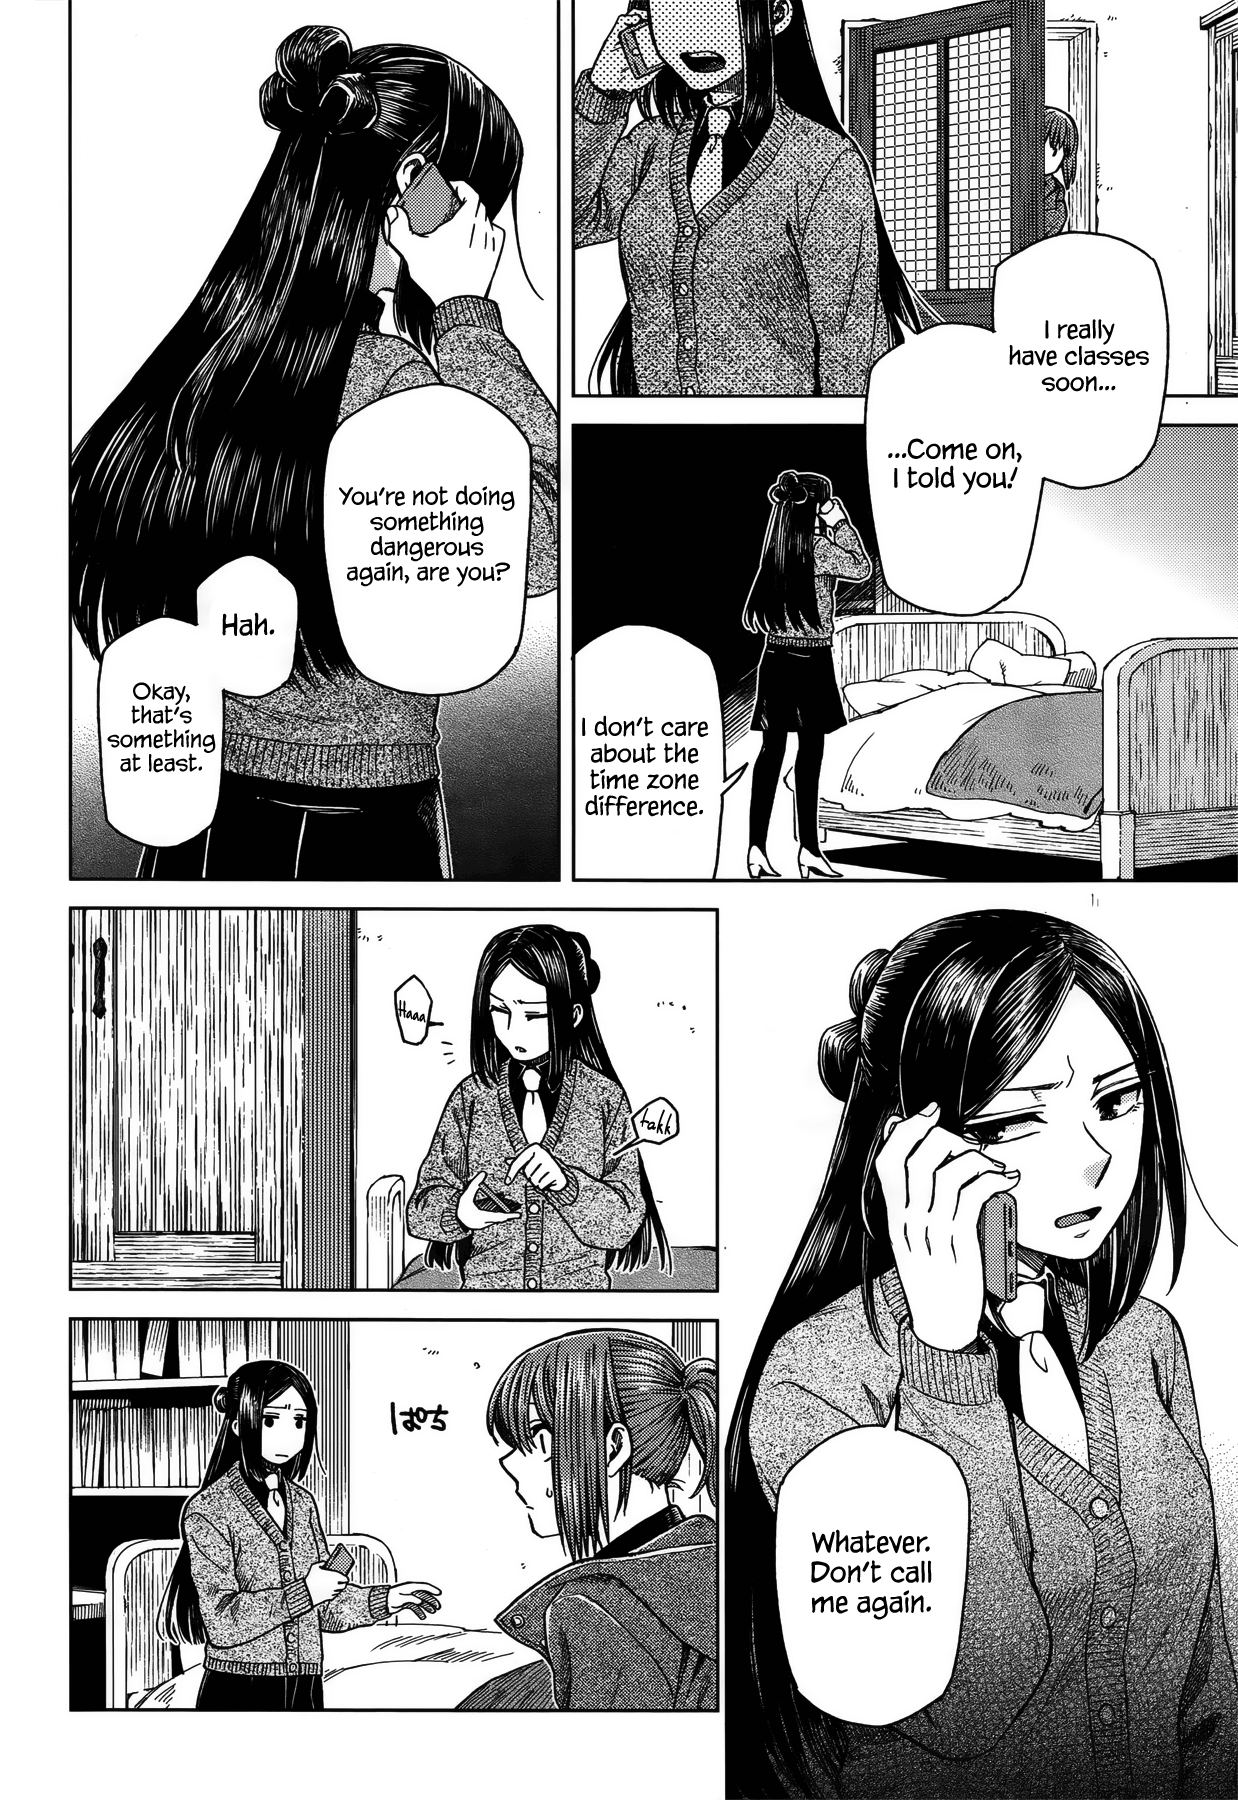 I really
have classes
soon...
...Come on,
I told you!
I don't care
about the
time zone
difference.
You're not doing
something
dangerous
again, are you?
Hah.
Okay,
that's
something
at least.
Whatever.
Don't call
me again.
takk
Haaa
ぱち